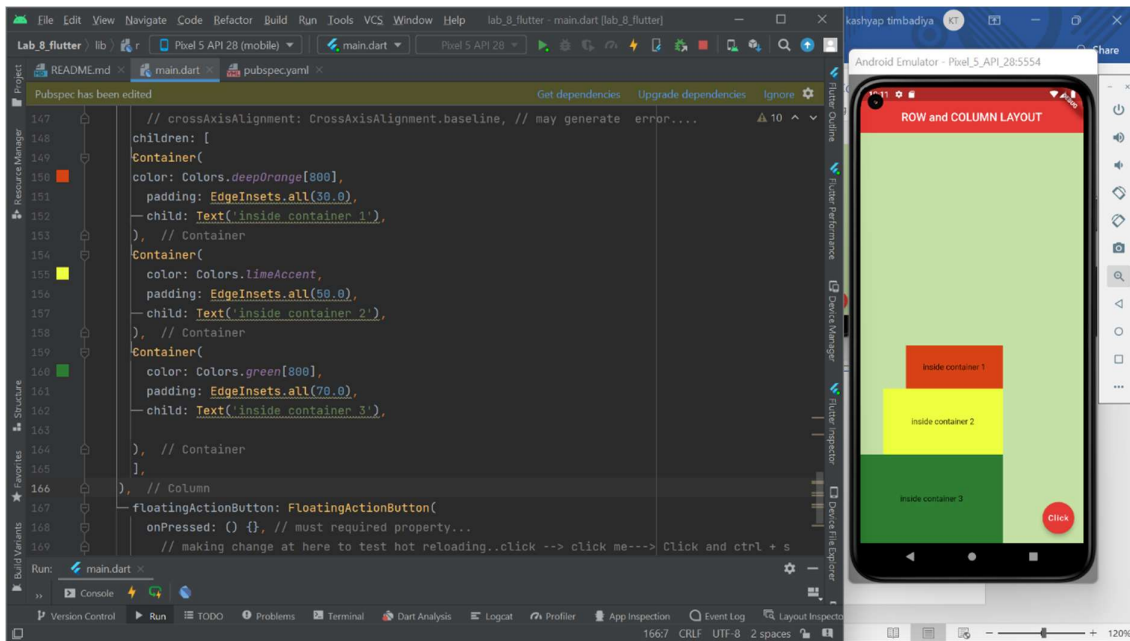 File Edit View Navigate Code Refactor Build Run Tools VCS Window Help lab_8_flutter - main.dart [lab_8_flutter]
kashyap timbadiya KT
Share
Lab_8_flutter lib r Pixel 5 API 28 (mobile) main.dart Pixel 5 API 28
README.md main.dart pubspec.yaml
Pubspec has been edited Get dependencies Upgrade dependencies Ignore
147 // crossAxisAlignment: CrossAxisAlignment.baseline, // may generate error.... 10
148 children: [
149 Container(
150 color: Colors.deepOrange[800],
151 padding: EdgeInsets.all(30.0),
152 child: Text('inside container 1'),
153 ), // Container
154 Container(
155 color: Colors.limeAccent,
156 padding: EdgeInsets.all(50.0),
157 child: Text('inside container 2'),
158 ), // Container
159 Container(
160 color: Colors.green[800],
161 padding: EdgeInsets.all(70.0),
162 child: Text('inside container 3'),
163
164 ), // Container
165 ],
166 ), // Column
167 floatingActionButton: FloatingActionButton(
168 onPressed: () {}, // must required property...
169 // making change at here to test hot reloading..click --> click me---> Click and ctrl + s
Project
Resource Manager
Structure
Favorites
Build Variants
Flutter Outline
Flutter Performance
Device Manager
Flutter Inspector
Device File Explorer
Run: main.dart
Console
Version Control Run TODO Problems Terminal Dart Analysis Logcat Profiler App Inspection Event Log Layout Inspecto
166:7 CRLF UTF-8 2 spaces
Android Emulator - Pixel_5_API_28:5554
ROW and COLUMN LAYOUT
inside container 1
inside container 2
inside container 3
Click
120%